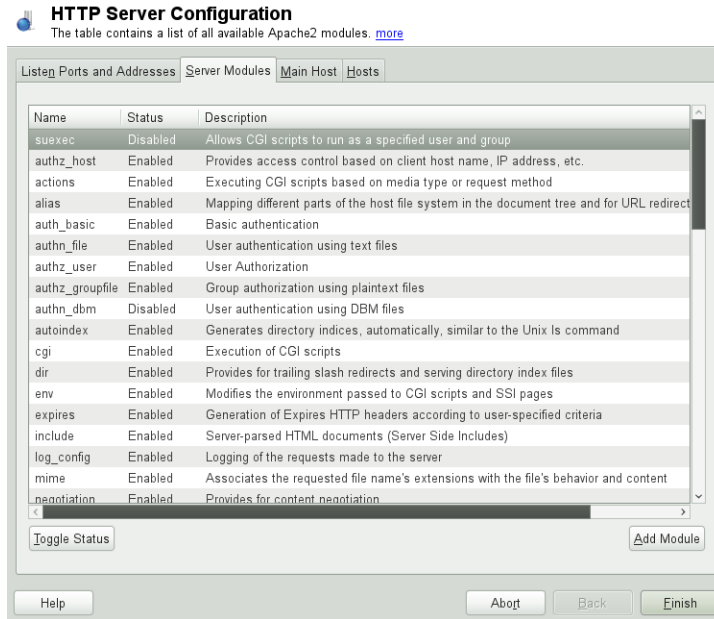 HTTP Server Configuration
The table contains a list of all available Apache2 modules. more
Listen Ports and Addresses Server Modules Main Host Hosts
Name Status Description
suexec Disabled Allows CGI scripts to run as a specified user and group
authz_host Enabled Provides access control based on client host name, IP address, etc.
actions Enabled Executing CGI scripts based on media type or request method
alias Enabled Mapping different parts of the host file system in the document tree and for URL redirect
auth_basic Enabled Basic authentication
authn_file Enabled User authentication using text files
authz_user Enabled User Authorization
authz_groupfile Enabled Group authorization using plaintext files
authn_dbm Disabled User authentication using DBM files
autoindex Enabled Generates directory indices, automatically, similar to the Unix ls command
cgi Enabled Execution of CGI scripts
dir Enabled Provides for trailing slash redirects and serving directory index files
env Enabled Modifies the environment passed to CGI scripts and SSI pages
expires Enabled Generation of Expires HTTP headers according to user-specified criteria
include Enabled Server-parsed HTML documents (Server Side Includes)
log_config Enabled Logging of the requests made to the server
mime Enabled Associates the requested file name's extensions with the file's behavior and content
negotiation Enabled Provides for content negotiation
Toggle Status Add Module
Help Abort Back Finish